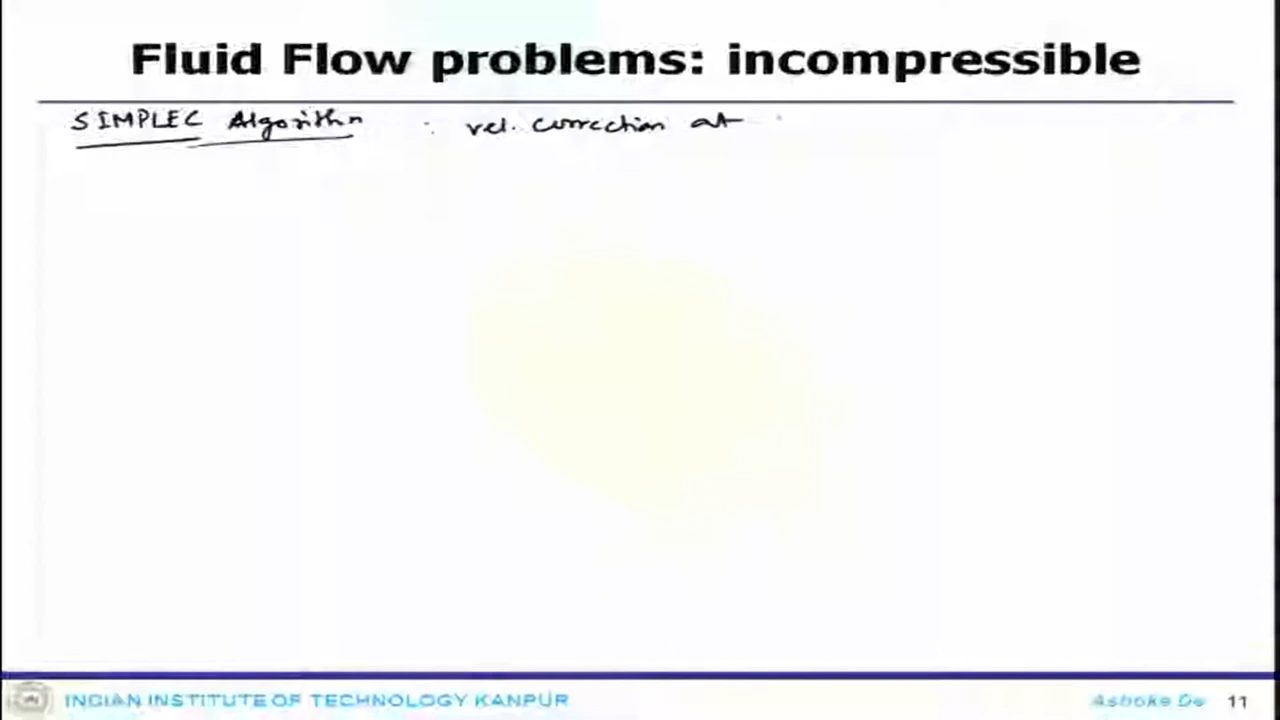 Fluid Flow problems: incompressible
SIMPLEC Algorithm : vel. correction at
INDIAN INSTITUTE OF TECHNOLOGY KANPUR
Ashoke De 11